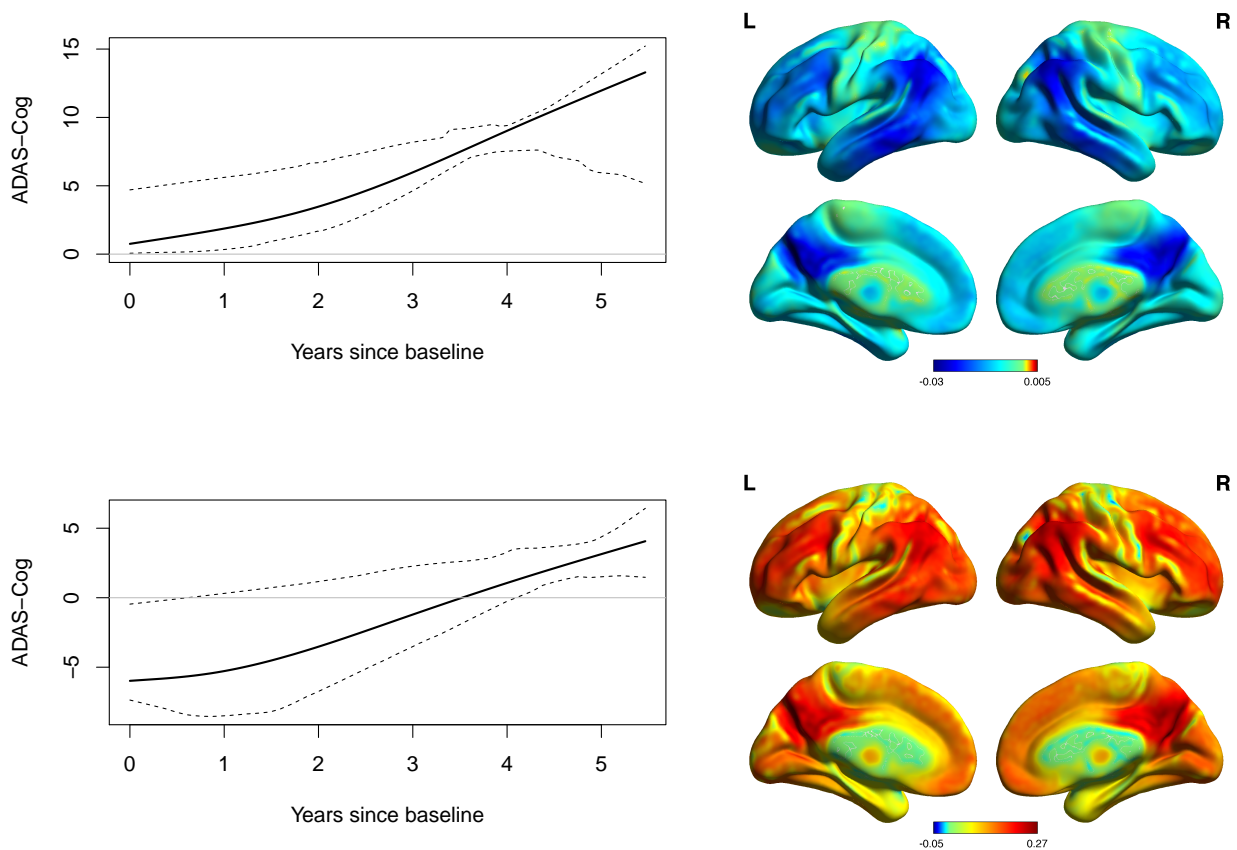 L R
15
10
5
0
ADAS−Cog
0 1 2 3 4 5
Years since baseline
-0.03 0.005
L R
5
0
−5
ADAS−Cog
0 1 2 3 4 5
Years since baseline
-0.05 0.27